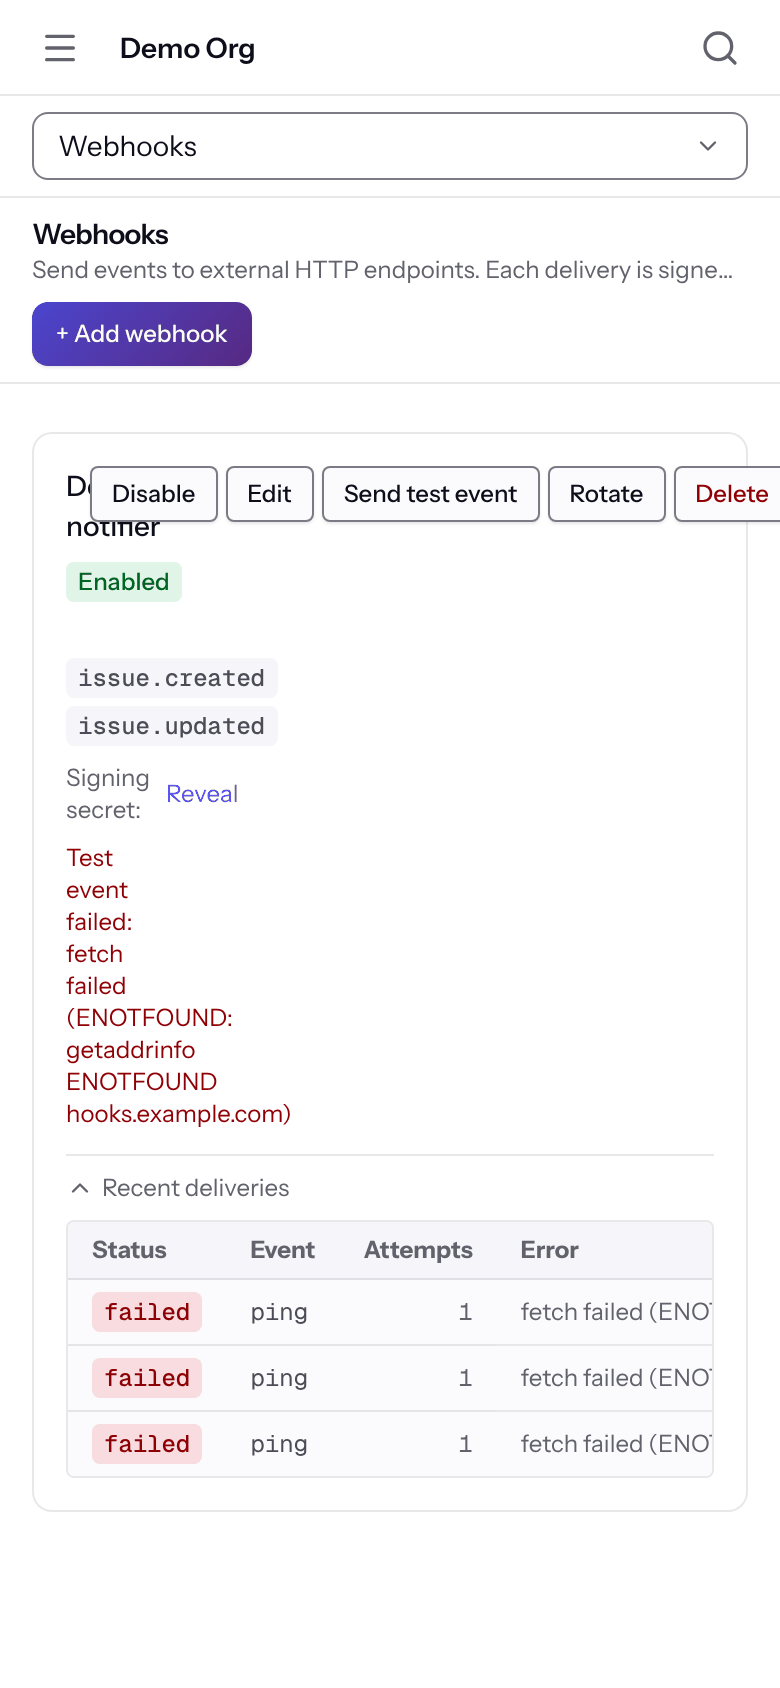 Demo Org
Webhooks
Webhooks
Send events to external HTTP endpoints. Each delivery is signe...
+ Add webhook
Disable
Edit
Send test event
Rotate
Delete
notifier
Enabled
issue.created
issue.updated
Signing
secret:
Reveal
Test
event
failed:
fetch
failed
(ENOTFOUND:
getaddrinfo
ENOTFOUND
hooks.example.com)
Recent deliveries
Status Event Attempts Error
failed ping 1 fetch failed (ENO
failed ping 1 fetch failed (ENO
failed ping 1 fetch failed (ENO